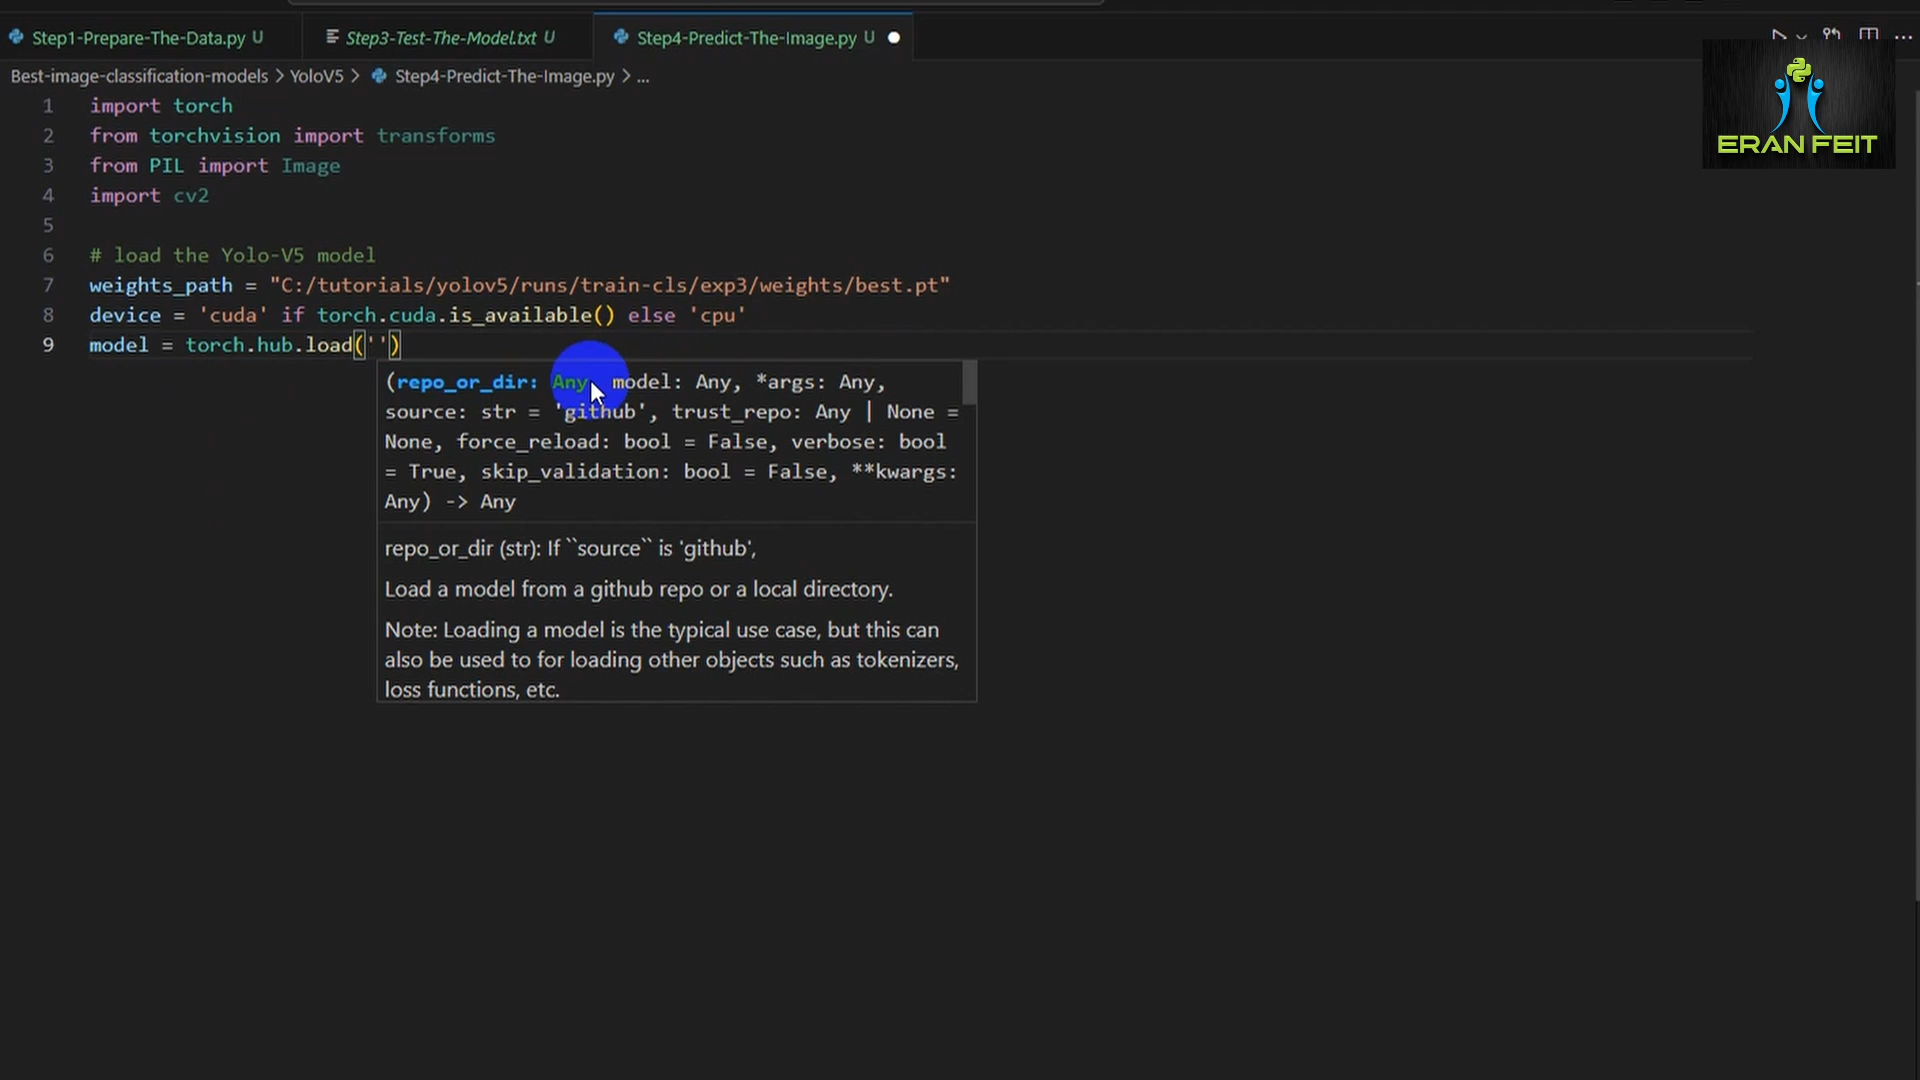 Step1-Prepare-The-Data.py U
Step3-Test-The-Model.txt U
Step4-Predict-The-Image.py U
Best-image-classification-models > YoloV5 > Step4-Predict-The-Image.py > ...
ERAN FEIT
1 import torch
2 from torchvision import transforms
3 from PIL import Image
4 import cv2
5
6 # load the Yolo-V5 model
7 weights_path = "C:/tutorials/yolov5/runs/train-cls/exp3/weights/best.pt"
8 device = 'cuda' if torch.cuda.is_available() else 'cpu'
9 model = torch.hub.load('')
(repo_or_dir: Any, model: Any, *args: Any,
source: str = 'github', trust_repo: Any | None =
None, force_reload: bool = False, verbose: bool
= True, skip_validation: bool = False, **kwargs:
Any) -> Any
repo_or_dir (str): If ``source`` is 'github',
Load a model from a github repo or a local directory.
Note: Loading a model is the typical use case, but this can
also be used to for loading other objects such as tokenizers,
loss functions, etc.